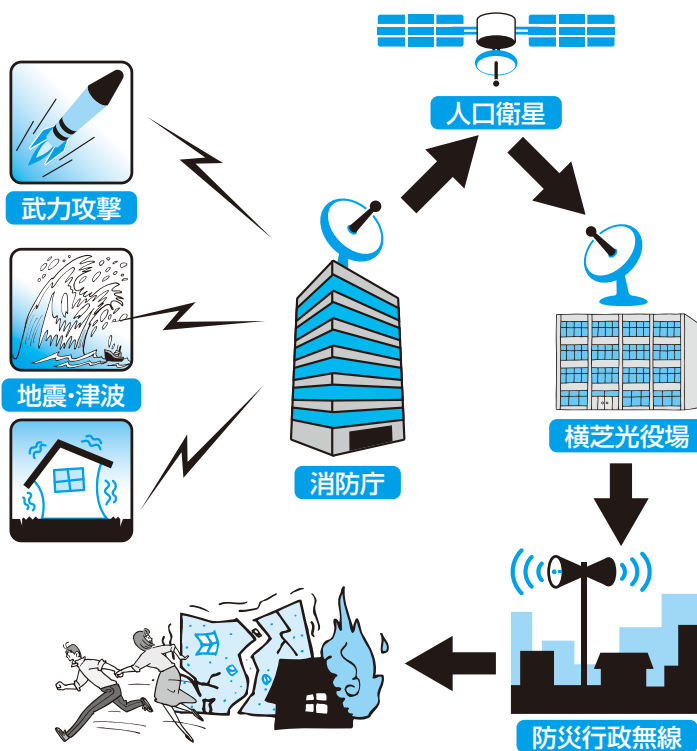 人口衛星
武力攻撃
地震・津波
消防庁
横芝光役場
防災行政無線